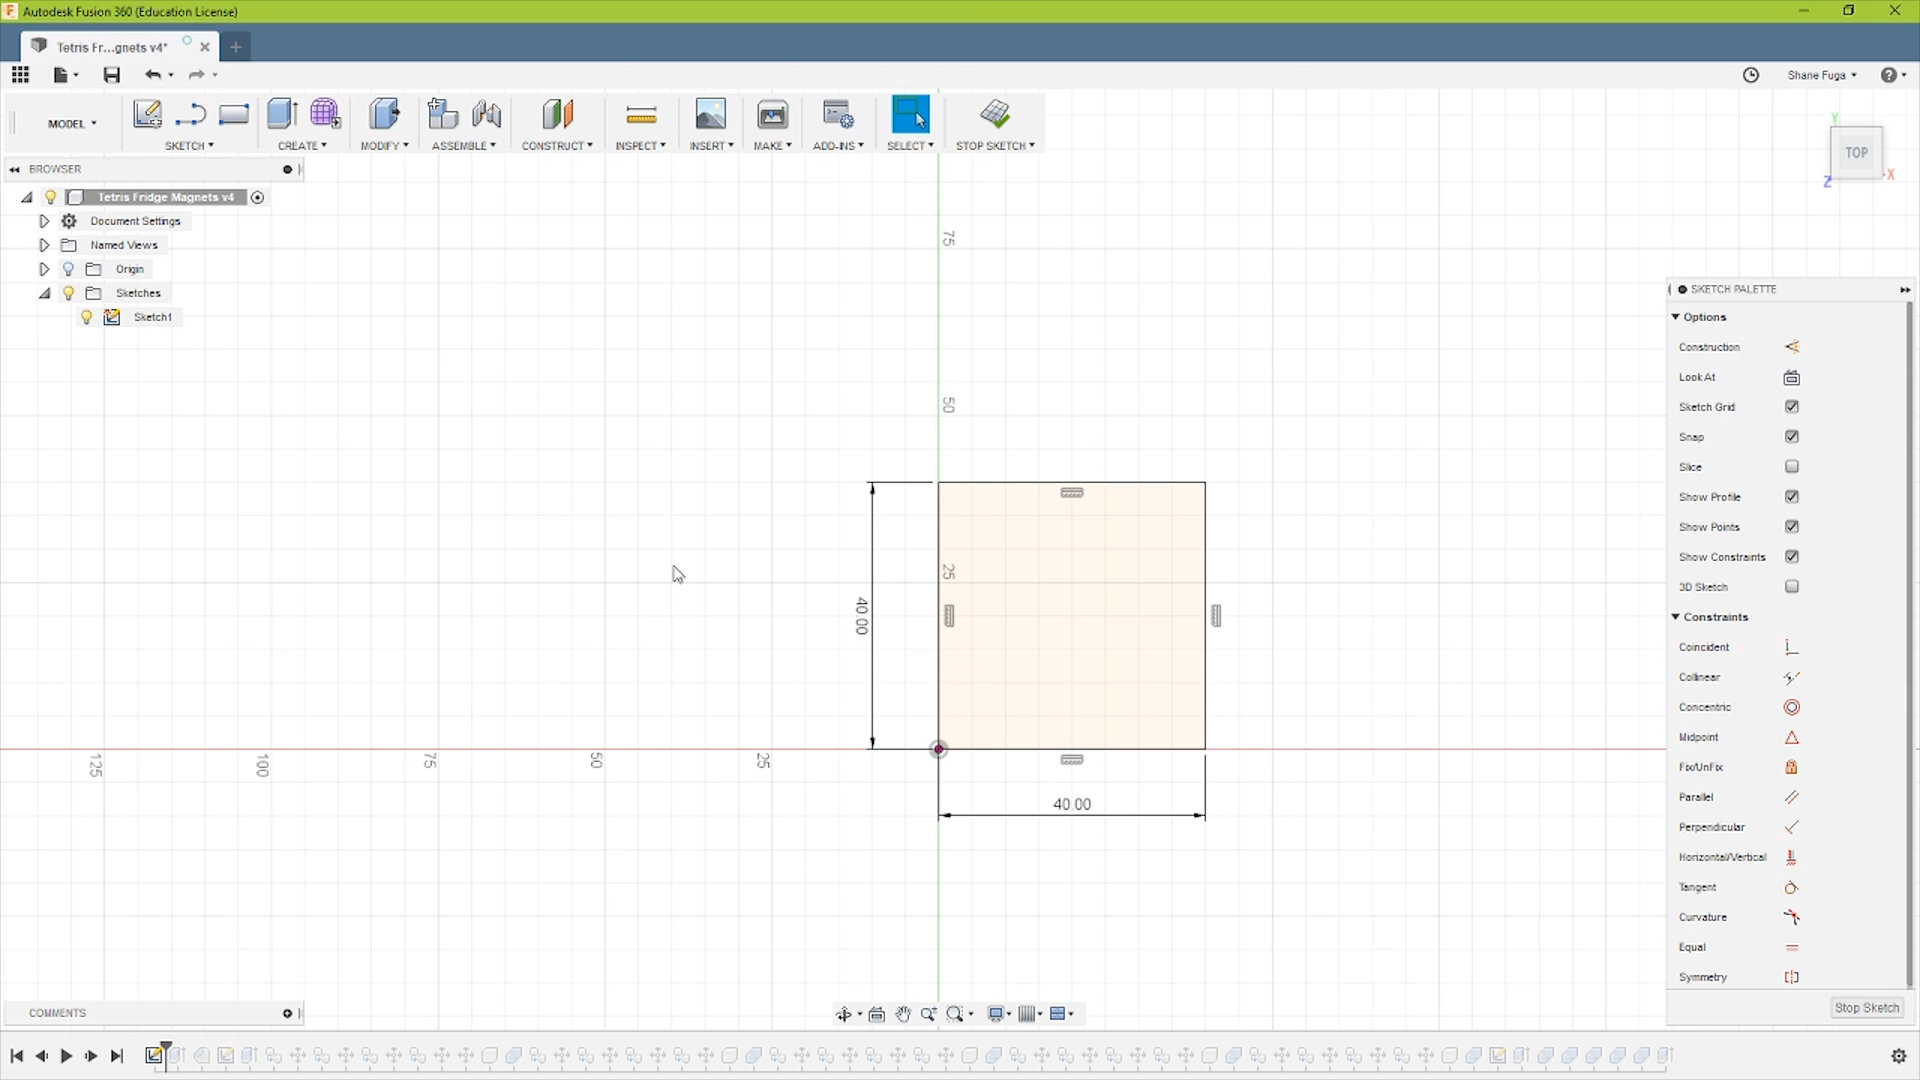 Autodesk Fusion 360 (Education License)
Tetris Fr...gnets v4*
Shane Fuga
MODEL
SKETCH
CREATE
MODIFY
ASSEMBLE
CONSTRUCT
INSPECT
INSERT
MAKE
ADD-INS
SELECT
STOP SKETCH
TOP
Y
X
Z
BROWSER
Tetris Fridge Magnets v4
Document Settings
Named Views
Origin
Sketches
Sketch1
75
50
25
40.00
40.00
125
100
75
50
25
SKETCH PALETTE
Options
Construction
Look At
Sketch Grid
Snap
Slice
Show Profile
Show Points
Show Constraints
3D Sketch
Constraints
Coincident
Collinear
Concentric
Midpoint
Fix/UnFix
Parallel
Perpendicular
Horizontal/Vertical
Tangent
Curvature
Equal
Symmetry
Stop Sketch
COMMENTS